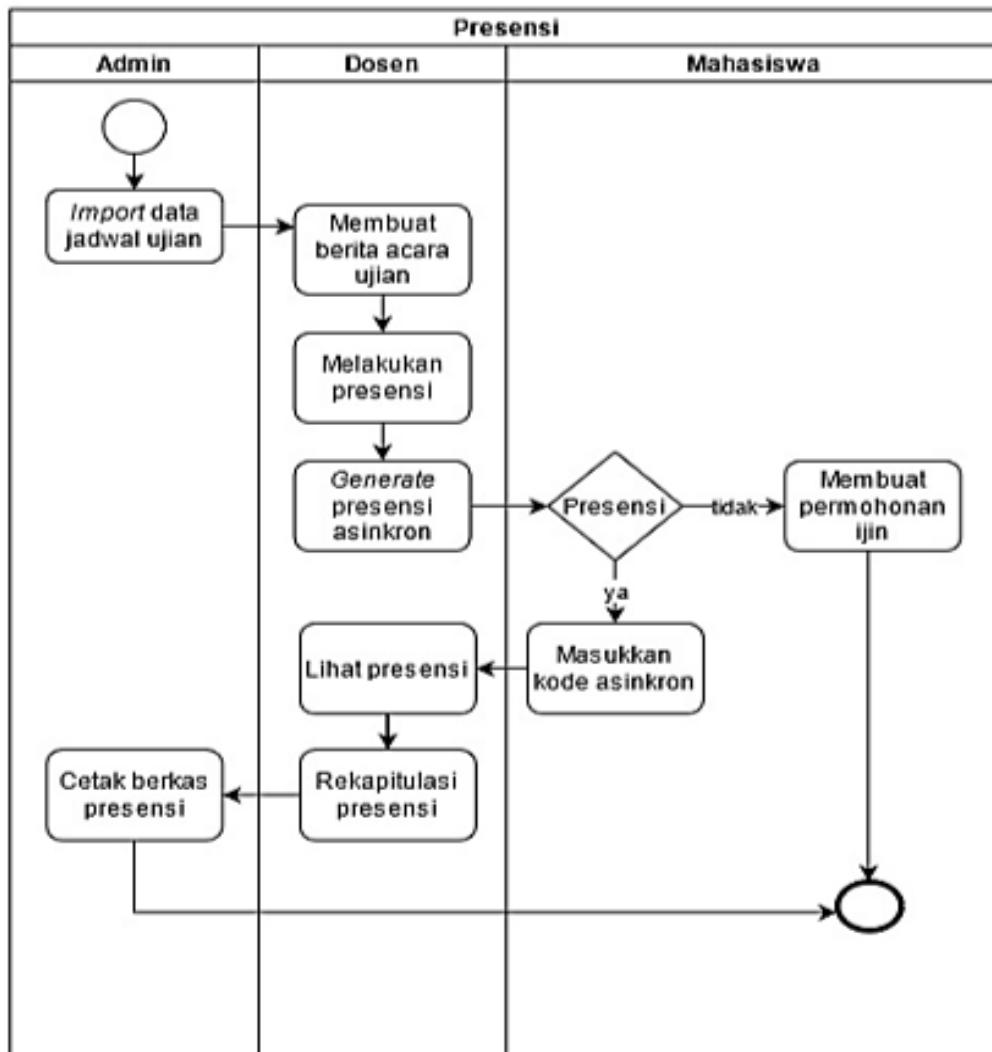 Presensi
Admin
Dosen
Mahasiswa
Import data
jadwal ujian
Membuat
berita acara
ujian
Melakukan
presensi
Generate
presensi
asinkron
Presensi
tidak
Membuat
permohonan
ijin
ya
Masukkan
kode asinkron
Lihat presensi
Rekapitulasi
presensi
Cetak berkas
presensi